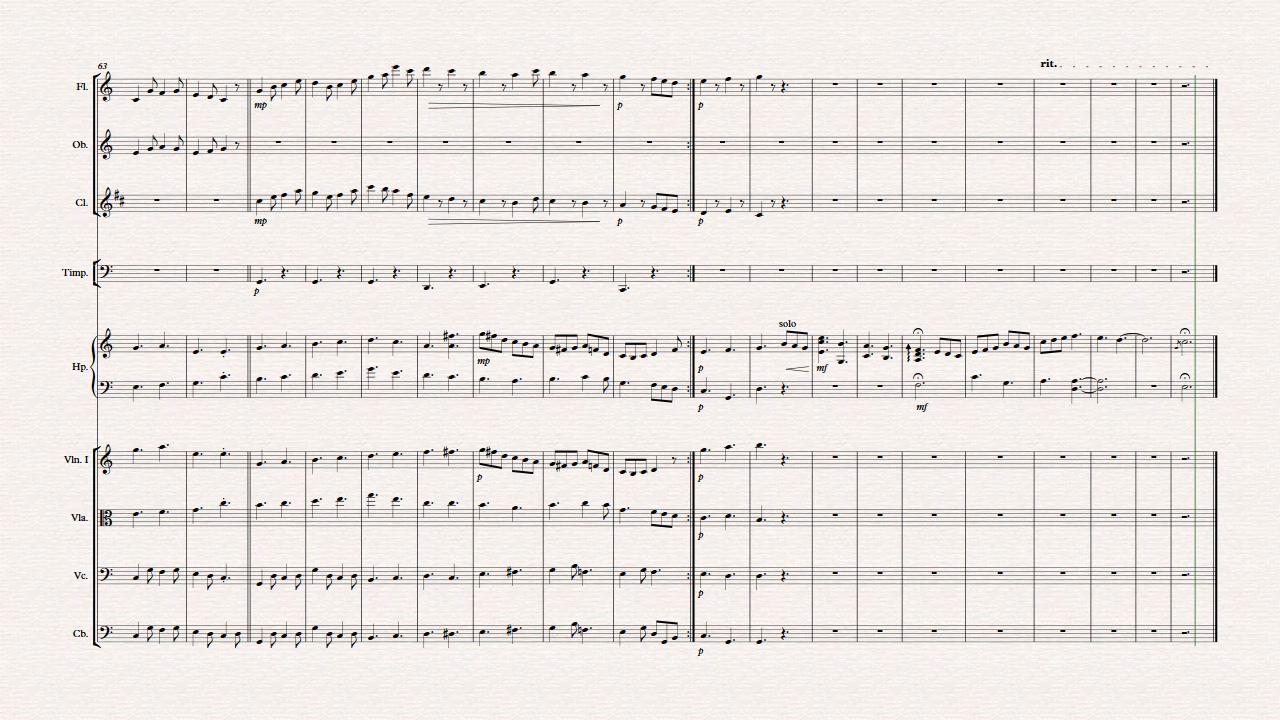 rit.
63
Fl.
mp
p
p
Ob.
Cl.
mp
p
p
Timp.
p
solo
Hp.
mp
p
mf
p
mf
Vln. I
p
p
Vla.
p
Vc.
p
Cb.
p